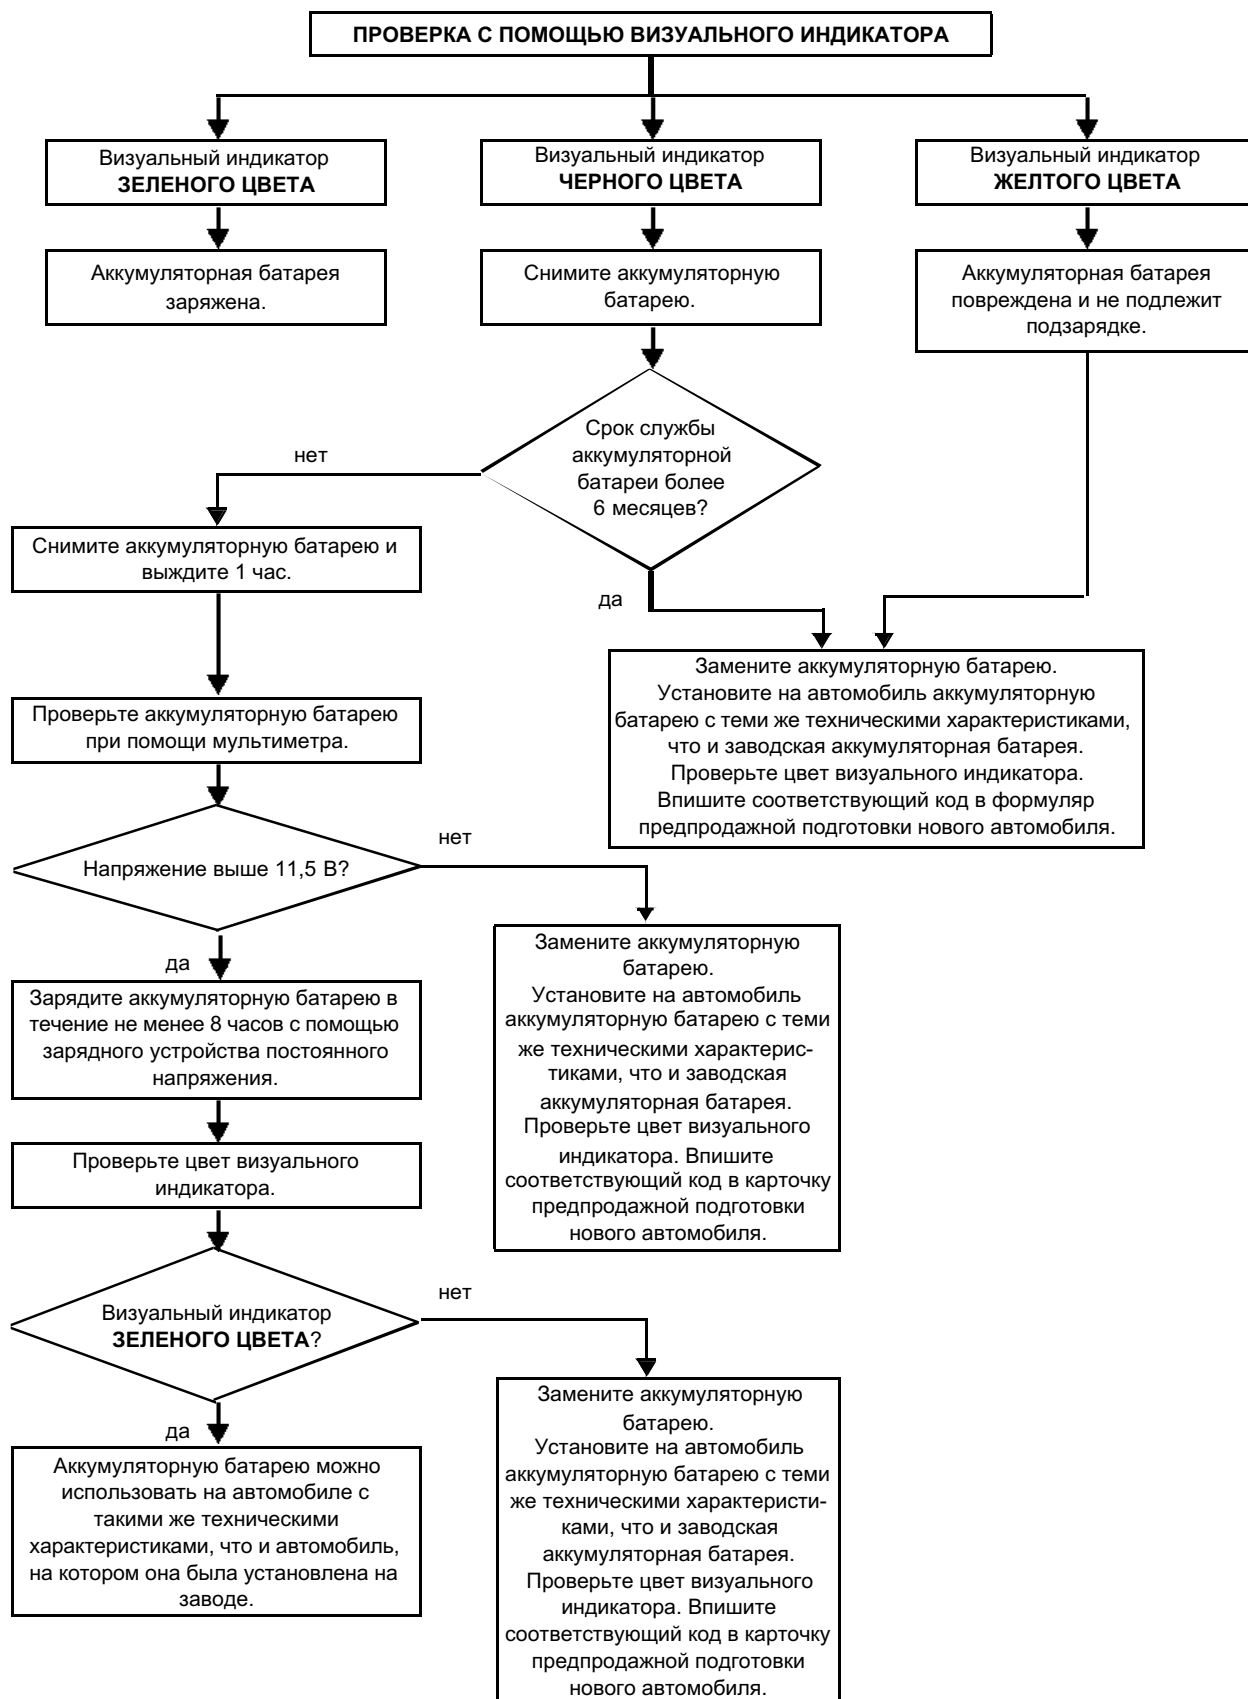 ПРОВЕРКА С ПОМОЩЬЮ ВИЗУАЛЬНОГО ИНДИКАТОРА
Визуальный индикатор
ЗЕЛЕНОГО ЦВЕТА
Визуальный индикатор
ЧЕРНОГО ЦВЕТА
Визуальный индикатор
ЖЕЛТОГО ЦВЕТА
Аккумуляторная батарея
заряжена.
Снимите аккумуляторную
батарею.
Аккумуляторная батарея
повреждена и не подлежит
подзарядке.
Срок службы
аккумуляторной
батареи более
6 месяцев?
нет
Снимите аккумуляторную батарею и
выждите 1 час.
да
Замените аккумуляторную батарею.
Установите на автомобиль аккумуляторную
батарею с теми же техническими характеристиками,
что и заводская аккумуляторная батарея.
Проверьте цвет визуального индикатора.
Впишите соответствующий код в формуляр
предпродажной подготовки нового автомобиля.
Проверьте аккумуляторную батарею
при помощи мультиметра.
Напряжение выше 11,5 В?
нет
Замените аккумуляторную
батарею.
Установите на автомобиль
аккумуляторную батарею с теми
же техническими характерис-
тиками, что и заводская
аккумуляторная батарея.
Проверьте цвет визуального
индикатора. Впишите
соответствующий код в карточку
предпродажной подготовки
нового автомобиля.
да
Зарядите аккумуляторную батарею в
течение не менее 8 часов с помощью
зарядного устройства постоянного
напряжения.
Проверьте цвет визуального
индикатора.
Визуальный индикатор
ЗЕЛЕНОГО ЦВЕТА?
нет
Замените аккумуляторную
батарею.
Установите на автомобиль
аккумуляторную батарею с теми
же техническими характеристи-
ками, что и заводская
аккумуляторная батарея.
Проверьте цвет визуального
индикатора. Впишите
соответствующий код в карточку
предпродажной подготовки
нового автомобиля.
да
Аккумуляторную батарею можно
использовать на автомобиле с
такими же техническими
характеристиками, что и автомобиль,
на котором она была установлена на
заводе.